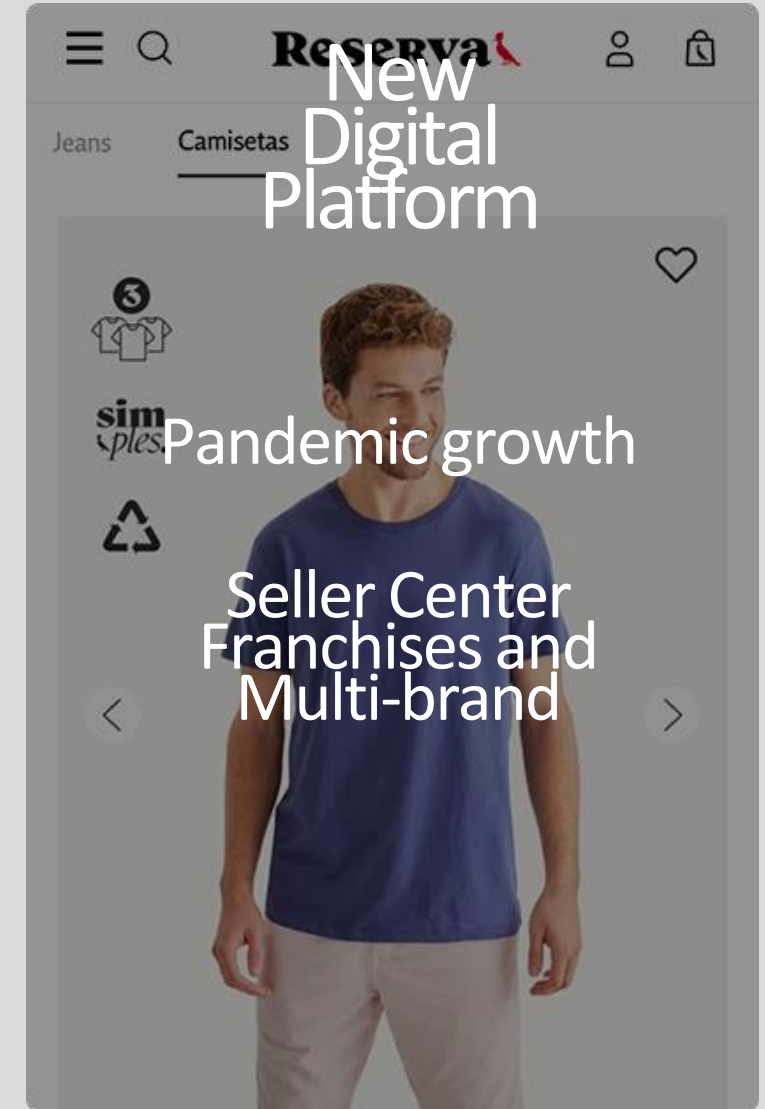 Reserva
New
Jeans
Camisetas
Digital
Platform
3
sim
ples.
Pandemic growth
Seller Center
Franchises and
Multi-brand